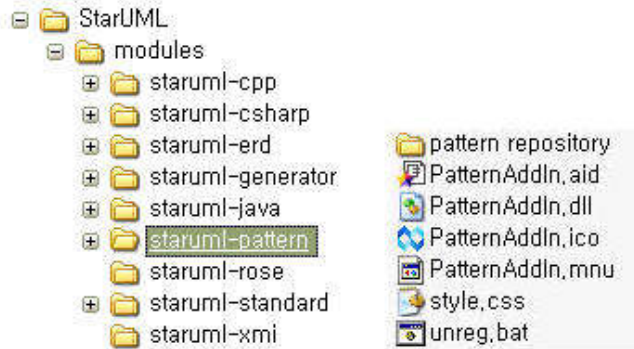 StarUML
modules
staruml-cpp
staruml-csharp
staruml-erd
staruml-generator
staruml-java
staruml-pattern
staruml-rose
staruml-standard
staruml-xmi
pattern repository
PatternAddIn,aid
PatternAddIn,dll
PatternAddIn,ico
PatternAddIn,mnu
style,css
unreg,bat